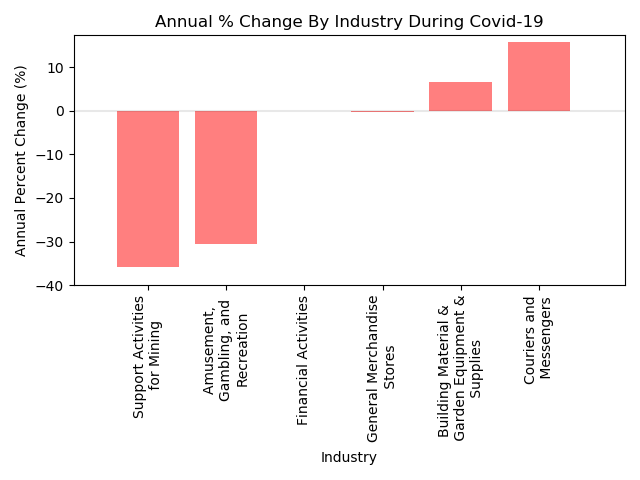 Annual % Change By Industry During Covid-19
Annual Percent Change (%)
10
0
−10
−20
−30
−40
Support Activities
for Mining
Amusement,
Gambling, and
Recreation
Financial Activities
General Merchandise
Stores
Building Material &
Garden Equipment &
Supplies
Couriers and
Messengers
Industry